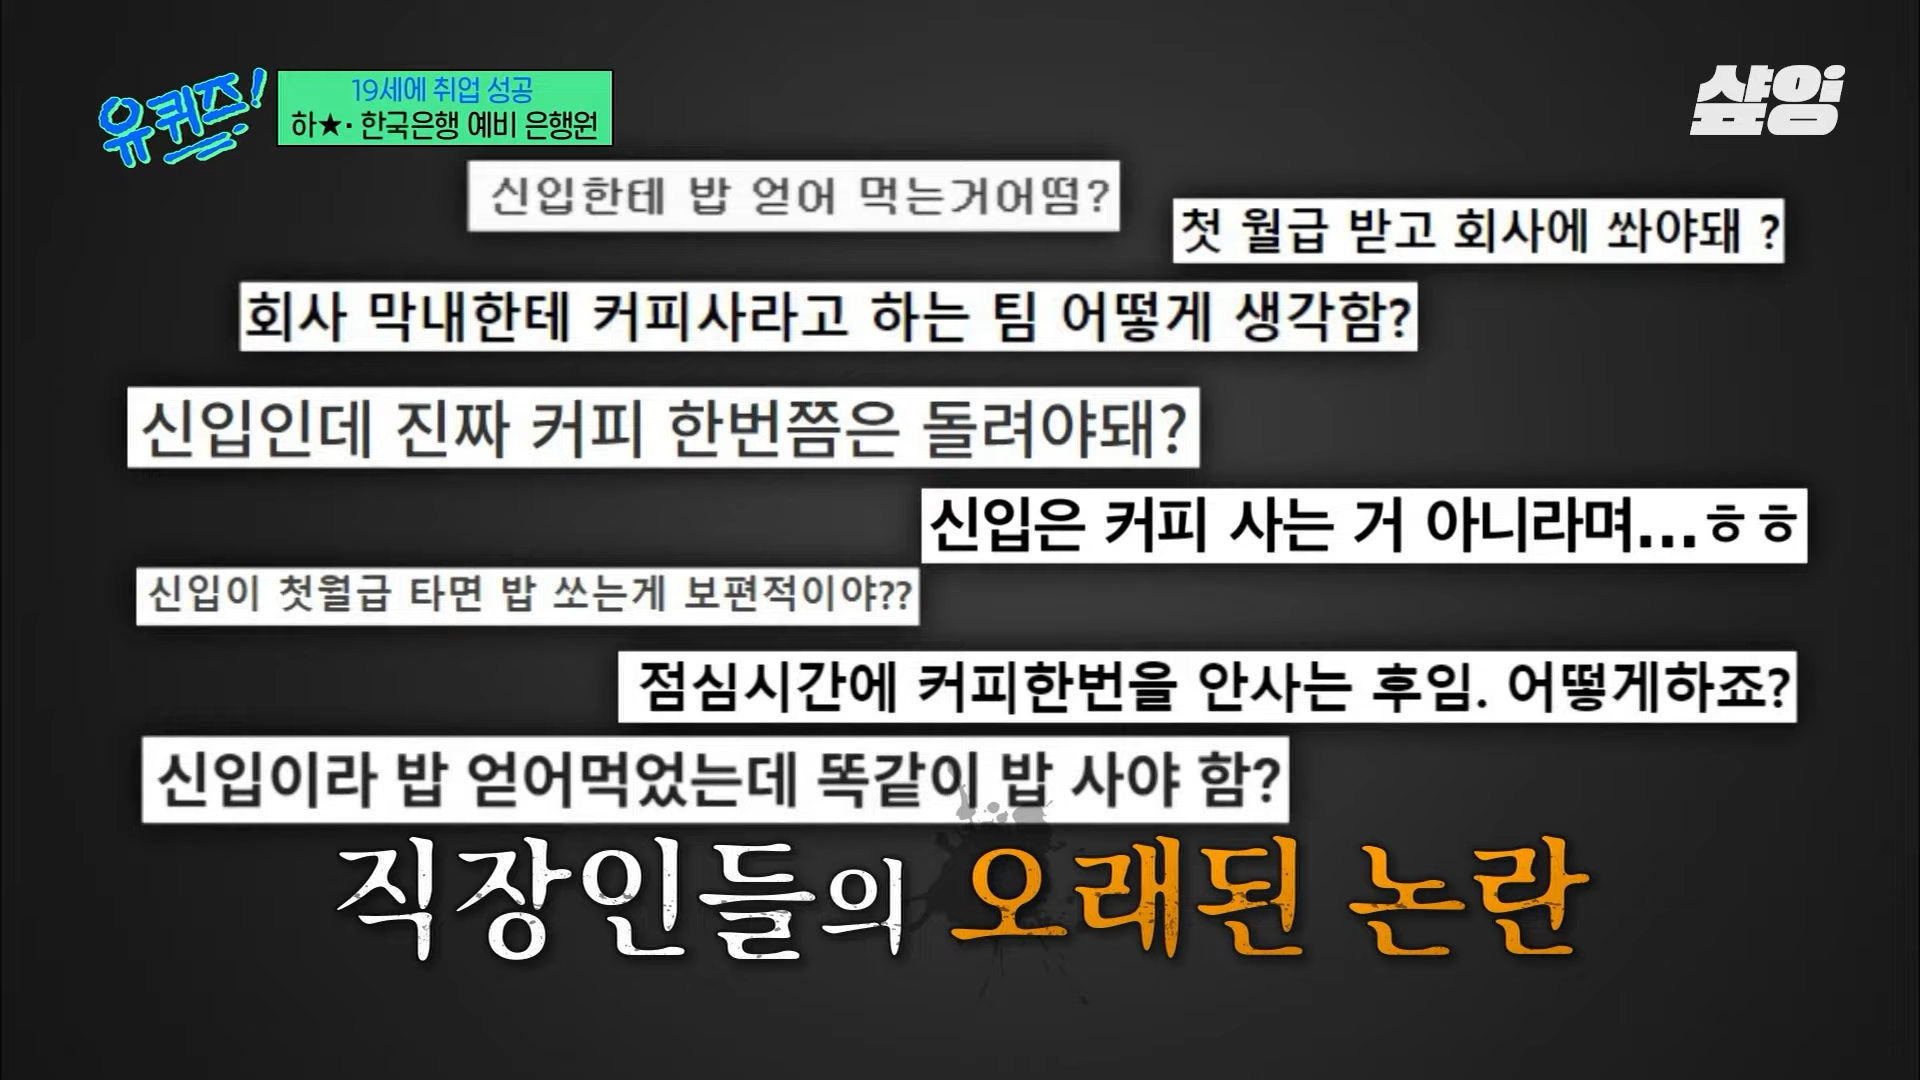 유퀴즈!
19세에 취업 성공
하★· 한국은행 예비 은행원
샾잉
신입한테 밥 얻어 먹는거어떰?
첫 월급 받고 회사에 쏴야돼 ?
회사 막내한테 커피사라고 하는 팀 어떻게 생각함?
신입인데 진짜 커피 한번쯤은 돌려야돼?
신입은 커피 사는 거 아니라며...ㅎㅎ
신입이 첫월급 타면 밥 쏘는게 보편적이야??
점심시간에 커피한번을 안사는 후임. 어떻게하죠?
신입이라 밥 얻어먹었는데 똑같이 밥 사야 함?
직장인들의 오래된 논란